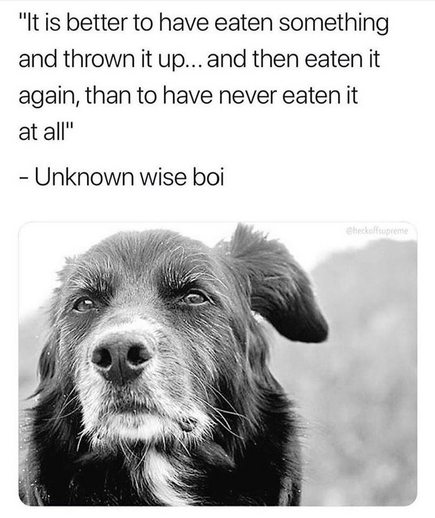 "It is better to have eaten something
and thrown it up... and then eaten it
again, than to have never eaten it
at all"
- Unknown wise boi
@heckoffsupreme